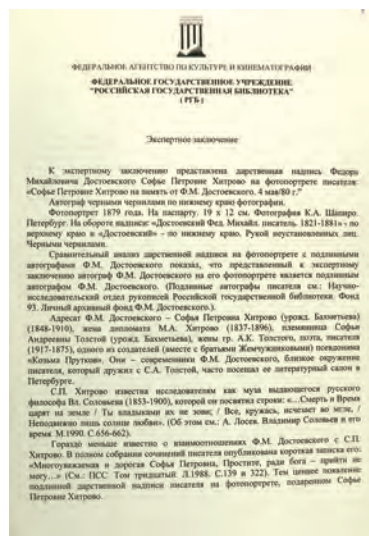 ФЕДЕРАЛЬНОЕ АГЕНТСТВО ПО КУЛЬТУРЕ И КИНЕМАТОГРАФИИ
ФЕДЕРАЛЬНОЕ ГОСУДАРСТВЕННОЕ УЧРЕЖДЕНИЕ
"РОССИЙСКАЯ ГОСУДАРСТВЕННАЯ БИБЛИОТЕКА"
( РГБ )
Экспертное заключение
К экспертному заключению представлена дарственная надпись Федора
Михайловича Достоевского Софье Петровне Хитрово на фотопортрете писателя:
«Софье Петровне Хитрово на память от Ф.М. Достоевского. 4 мая/80 г."
Автограф черными чернилами по нижнему краю фотографии.
Фотопортрет 1879 года. На паспарту. 19 х 12 см. Фотография К.А. Шапиро.
Петербург. На обороте надписи: «Достоевский Фед. Михайл. писатель. 1821-1881» - по
верхнему краю и «Достоевский» - по нижнему краю. Рукой неустановленных лиц.
Черными чернилами.
Сравнительный анализ дарственной надписи на фотопортрете с подлинными
автографами Ф.М. Достоевского показал, что представленный к экспертному
заключению автограф Ф.М. Достоевского на его фотопортрете является подлинным
автографом Ф.М. Достоевского. (Подлинные автографы писателя см.: Научно-
исследовательский отдел рукописей Российской государственной библиотеки. Фонд
93. Личный архивный фонд Ф.М. Достоевского.).
Адресат Ф.М. Достоевского – Софья Петровна Хитрово (урожд. Бахметьева)
(1848-1910), жена дипломата М.А. Хитрово (1837-1896), племянница Софьи
Андреевны Толстой (урожд. Бахметьевой), жены гр. А.К. Толстого, поэта, писателя
(1817-1875), одного из создателей (вместе с братьями Жемчужниковыми) псевдонима
«Козьма Прутков». Они – современники Ф.М. Достоевского, близкое окружение
писателя, который дружил с С.А. Толстой, часто посещал ее литературный салон в
Петербурге.
С.П. Хитрово известна исследователям как муза выдающегося русского
философа Вл. Соловьева (1853-1900), которой он посвятил строки: «…Смерть и Время
царят на земле / Ты владыками их не зови; / Все, кружась, исчезает во мгле, /
Неподвижно лишь солнце любви». (Об этом см.: А. Лосев. Владимир Соловьев и его
время. М.1990. С.656-662).
Гораздо меньше известно о взаимоотношениях Ф.М. Достоевского с С.П.
Хитрово. В полном собрании сочинений писателя опубликована короткая записка его:
«Многоуважаемая и дорогая Софья Петровна, Простите, ради бога – прийти не
могу…» (См.: ПСС. Том тридцатый. Л.1988. С.139 и 322). Тем ценнее появление
подлинной дарственной надписи писателя на фотопортрете, подаренном Софье
Петровне Хитрово.